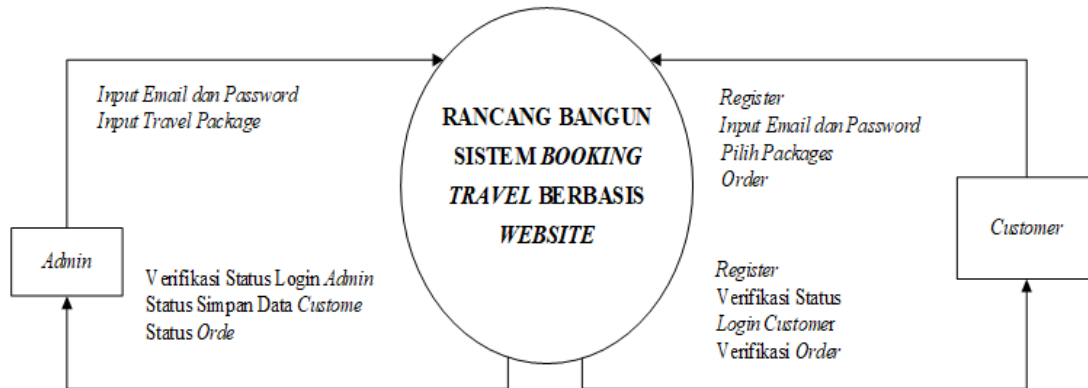 Input Email dan Password
Input Travel Package
RANCANG BANGUN
SISTEM BOOKING
TRAVEL BERBASIS
WEBSITE
Register
Input Email dan Password
Pilih Packages
Order
Admin
Customer
Verifikasi Status Login Admin
Status Simpan Data Custome
Status Orde
Register
Verifikasi Status
Login Customer
Verifikasi Order